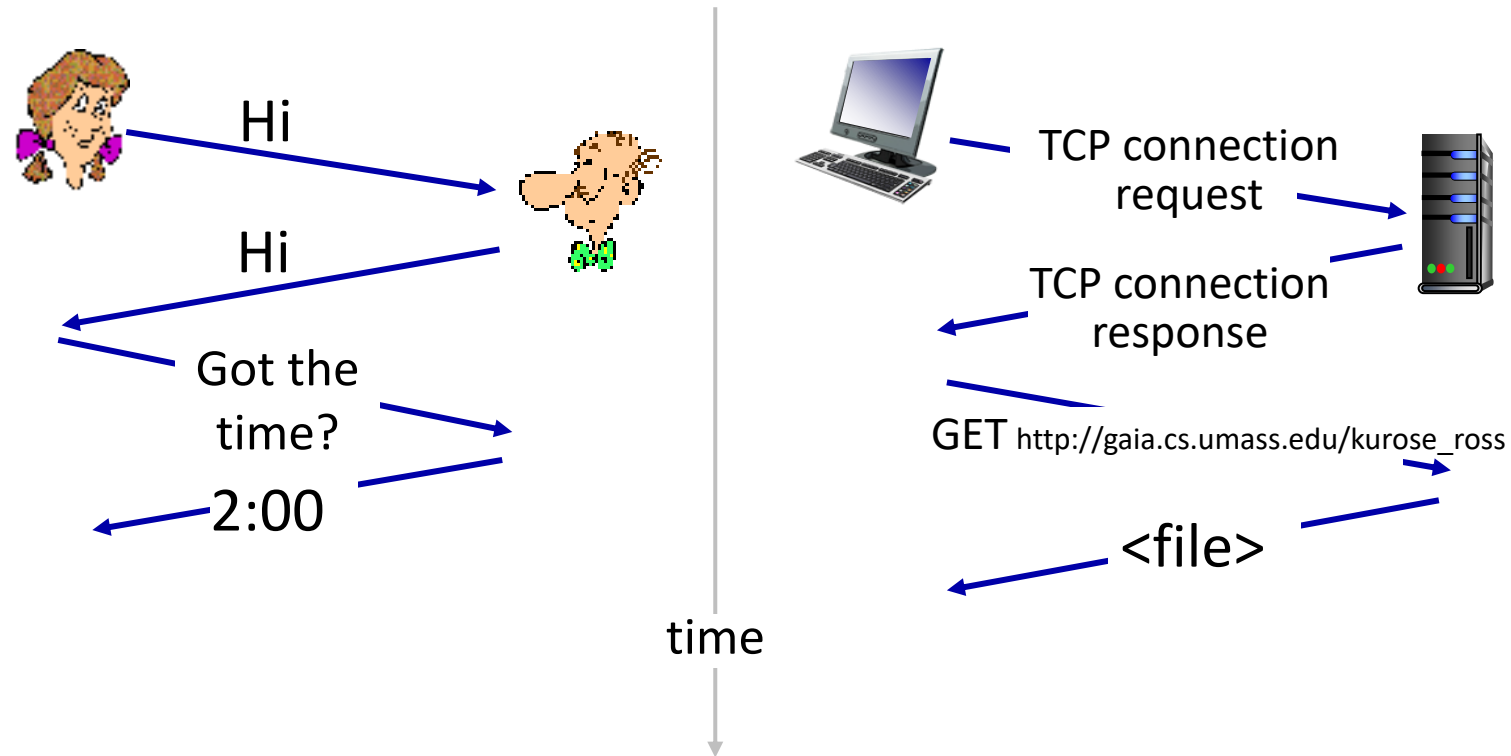 Hi
Hi
Got the
time?
2:00
TCP connection
request
TCP connection
response
GET http://gaia.cs.umass.edu/kurose_ross
<file>
time